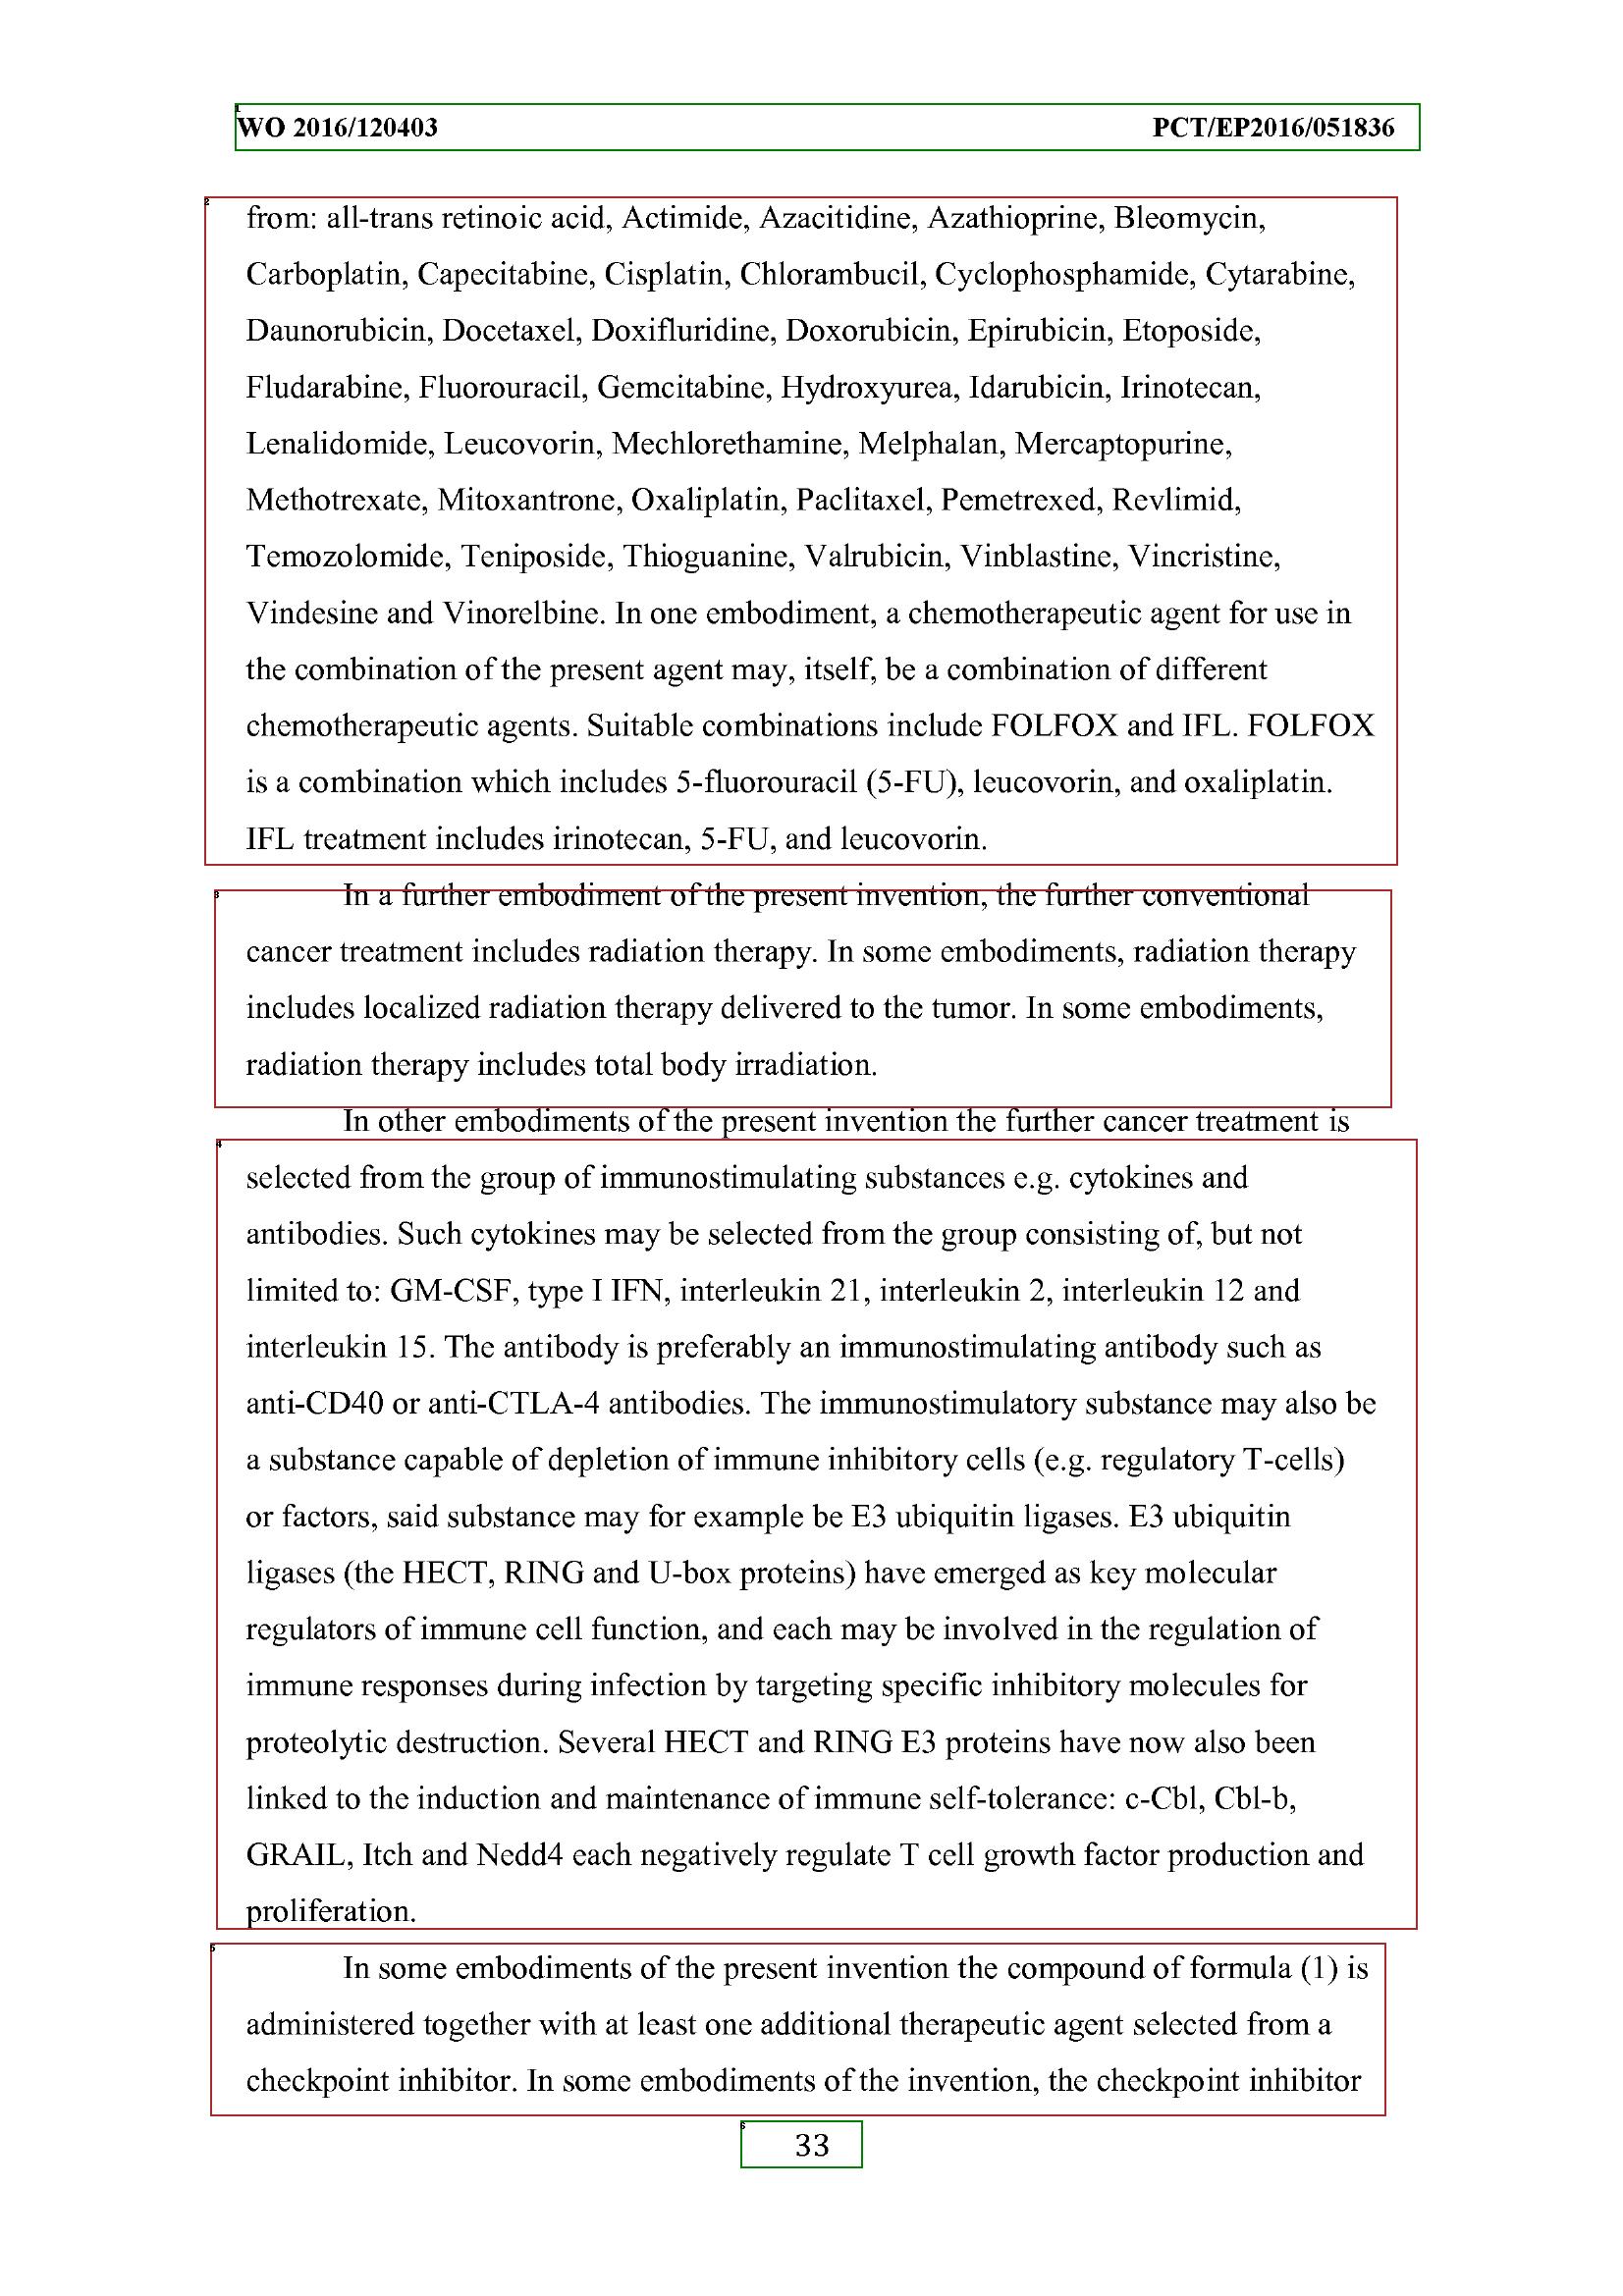 WO 2016/120403 PCT/EP2016/051836
from: all-trans retinoic acid, Actimide, Azacitidine, Azathioprine, Bleomycin,
Carboplatin, Capecitabine, Cisplatin, Chlorambucil, Cyclophosphamide, Cytarabine,
Daunorubicin, Docetaxel, Doxifluridine, Doxorubicin, Epirubicin, Etoposide,
Fludarabine, Fluorouracil, Gemcitabine, Hydroxyurea, Idarubicin, Irinotecan,
Lenalidomide, Leucovorin, Mechlorethamine, Melphalan, Mercaptopurine,
Methotrexate, Mitoxantrone, Oxaliplatin, Paclitaxel, Pemetrexed, Revlimid,
Temozolomide, Teniposide, Thioguanine, Valrubicin, Vinblastine, Vincristine,
Vindesine and Vinorelbine. In one embodiment, a chemotherapeutic agent for use in
the combination of the present agent may, itself, be a combination of different
chemotherapeutic agents. Suitable combinations include FOLFOX and IFL. FOLFOX
is a combination which includes 5-fluorouracil (5-FU), leucovorin, and oxaliplatin.
IFL treatment includes irinotecan, 5-FU, and leucovorin.
In a further embodiment of the present invention, the further conventional
cancer treatment includes radiation therapy. In some embodiments, radiation therapy
includes localized radiation therapy delivered to the tumor. In some embodiments,
radiation therapy includes total body irradiation.
In other embodiments of the present invention the further cancer treatment is
selected from the group of immunostimulating substances e.g. cytokines and
antibodies. Such cytokines may be selected from the group consisting of, but not
limited to: GM-CSF, type I IFN, interleukin 21, interleukin 2, interleukin 12 and
interleukin 15. The antibody is preferably an immunostimulating antibody such as
anti-CD40 or anti-CTLA-4 antibodies. The immunostimulatory substance may also be
a substance capable of depletion of immune inhibitory cells (e.g. regulatory T-cells)
or factors, said substance may for example be E3 ubiquitin ligases. E3 ubiquitin
ligases (the HECT, RING and U-box proteins) have emerged as key molecular
regulators of immune cell function, and each may be involved in the regulation of
immune responses during infection by targeting specific inhibitory molecules for
proteolytic destruction. Several HECT and RING E3 proteins have now also been
linked to the induction and maintenance of immune self-tolerance: c-Cbl, Cbl-b,
GRAIL, Itch and Nedd4 each negatively regulate T cell growth factor production and
proliferation.
In some embodiments of the present invention the compound of formula (1) is
administered together with at least one additional therapeutic agent selected from a
checkpoint inhibitor. In some embodiments of the invention, the checkpoint inhibitor
33